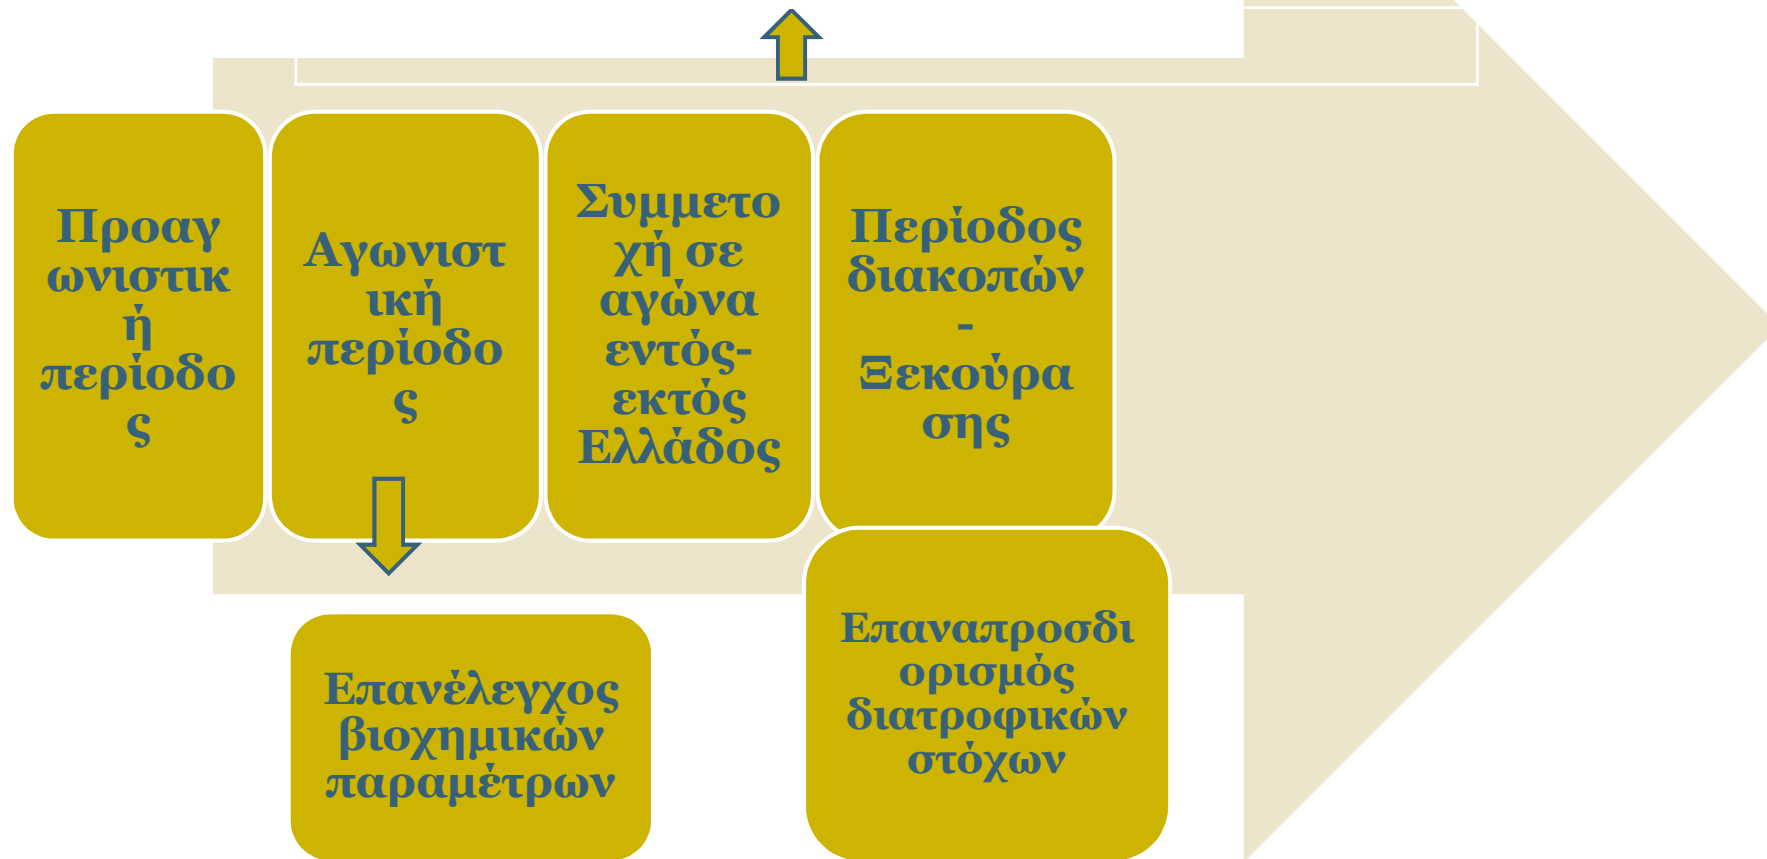 Προαγ
ωνιστικ
ή
περίοδο
ς
Αγωνιστ
ική
περίοδο
ς
Συμμετο
χή σε
αγώνα
εντός-
εκτός
Ελλάδος
Περίοδος
διακοπών
-
Ξεκούρα
σης
Επανέλεγχος
βιοχημικών
παραμέτρων
Επαναπροσδι
ορισμός
διατροφικών
στόχων